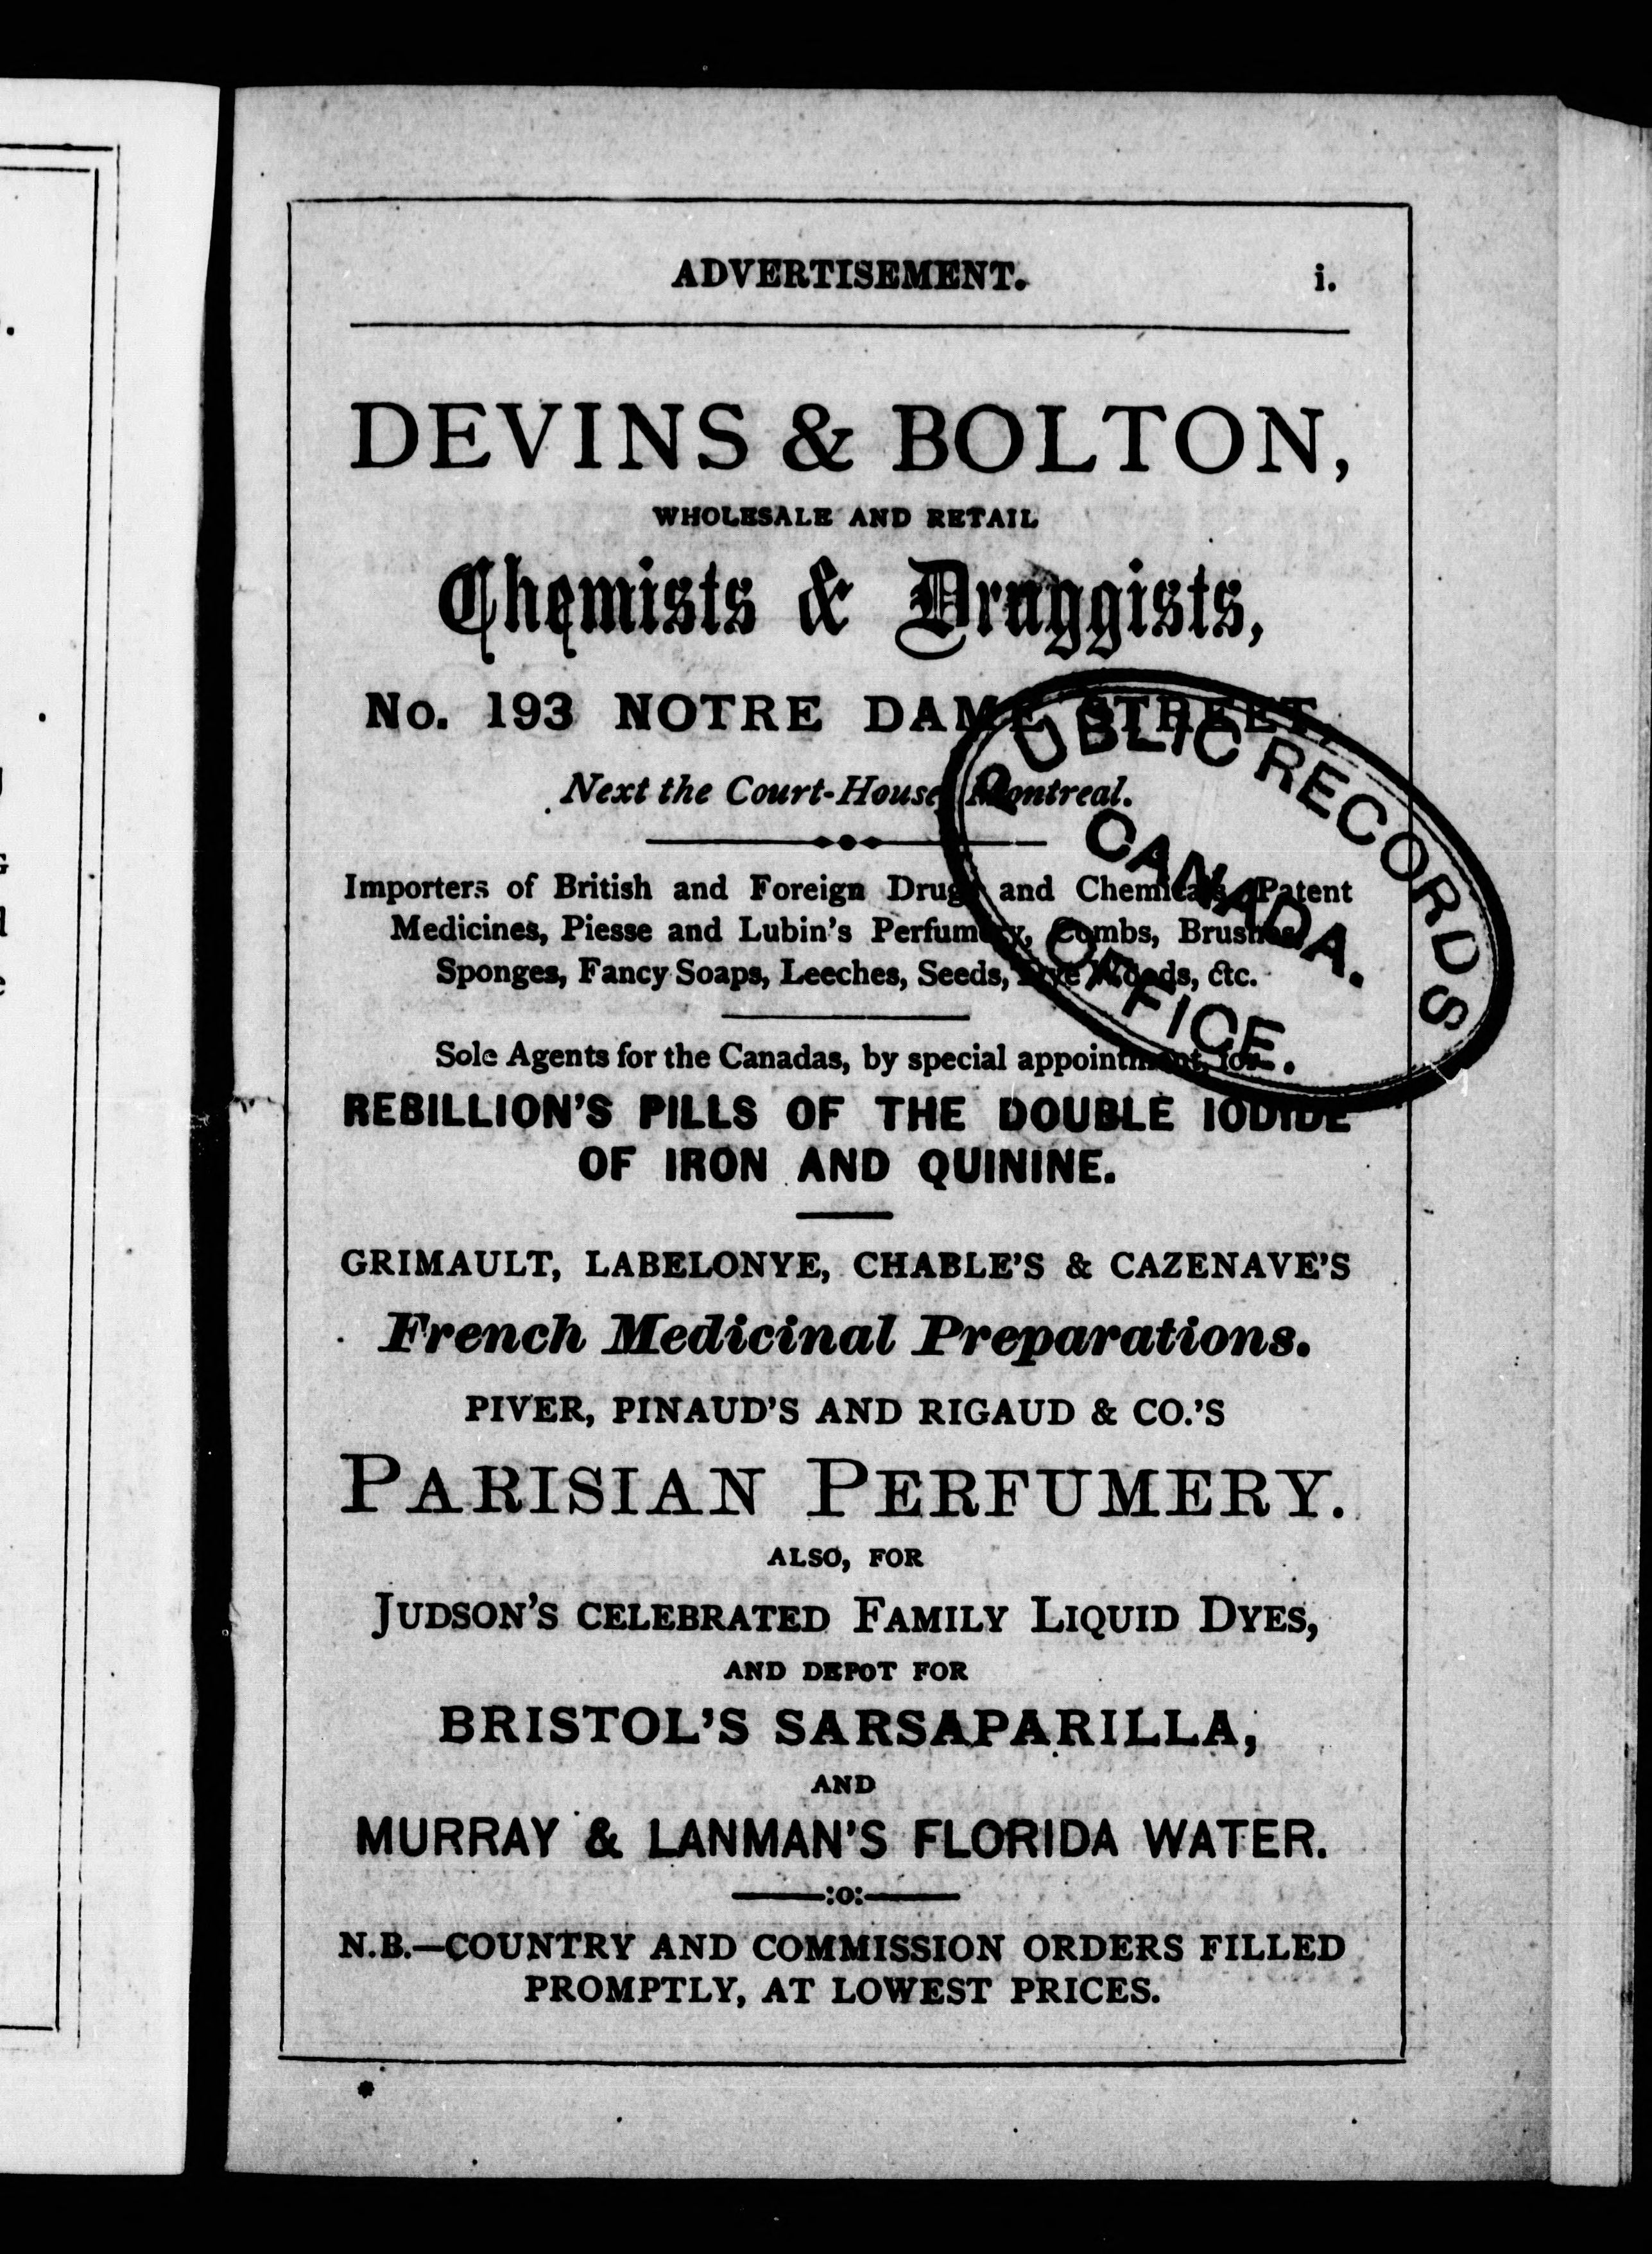 ADVERTISEMENT. i.
DEVINS & BOLTON,
WHOLESALE AND RETAIL
Chemists & Druggists,
No. 193 NOTRE DAME STREET,
Next the Court-House, Montreal.
Importers of British and Foreign Drugs and Chemicals, Patent
Medicines, Piesse and Lubin's Perfumery, Combs, Brushes,
Sponges, Fancy Soaps, Leeches, Seeds, Dye Woods, &c.
Sole Agents for the Canadas, by special appointment, for
REBILLION'S PILLS OF THE DOUBLE IODIDE
OF IRON AND QUININE.
GRIMAULT, LABELONYE, CHABLE'S & CAZENAVE'S
French Medicinal Preparations.
PIVER, PINAUD'S AND RIGAUD & CO.'S
PARISIAN PERFUMERY.
ALSO, FOR
JUDSON'S CELEBRATED FAMILY LIQUID DYES,
AND DEPOT FOR
BRISTOL'S SARSAPARILLA,
AND
MURRAY & LANMAN'S FLORIDA WATER.
:o:
N.B.—COUNTRY AND COMMISSION ORDERS FILLED
PROMPTLY, AT LOWEST PRICES.
PUBLIC RECORDS
CANADA.
OFFICE.